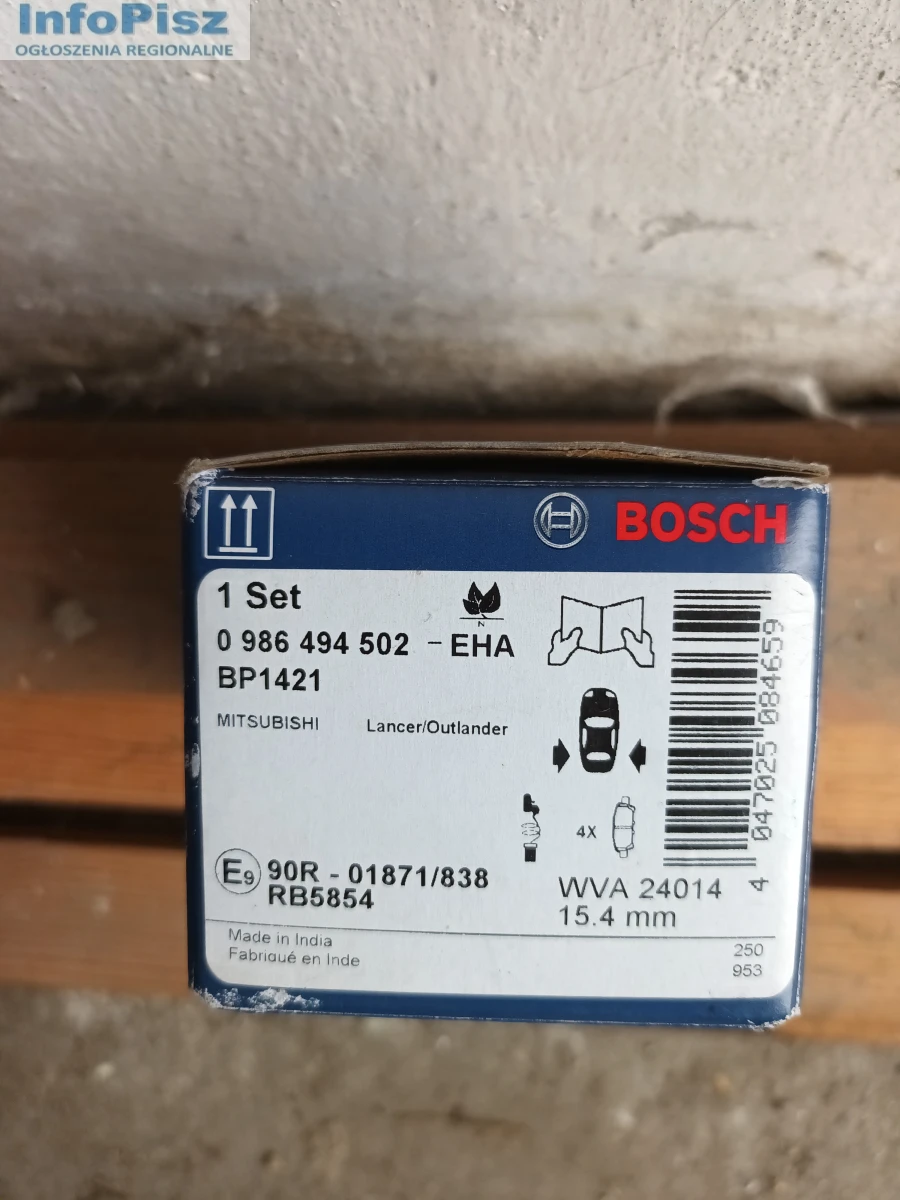 InfoPisz
OGŁOSZENIA REGIONALNE
BOSCH
1 Set
N
0 986 494 502 - EHA
BP1421
MITSUBISHI Lancer/Outlander
4X
4 047025 084659
E9 90R - 01871/838
RB5854
WVA 24014
15.4 mm
Made in India
Fabriqué en Inde
250
953